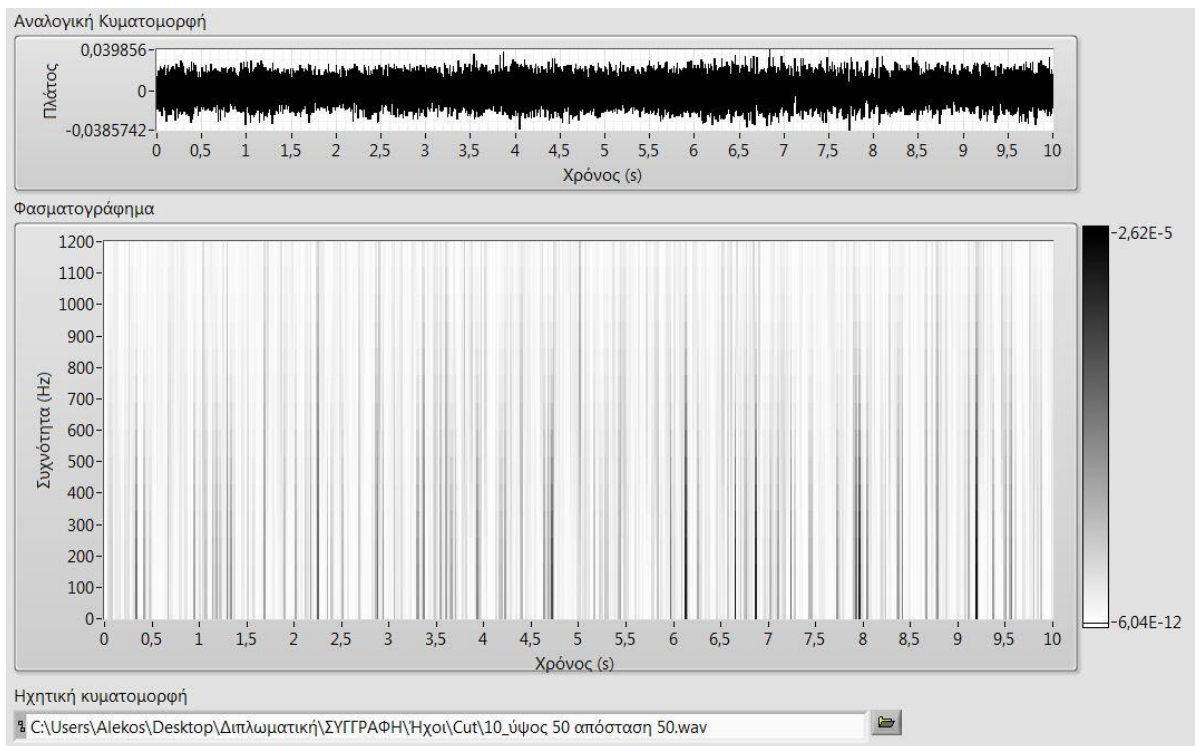 Αναλογική Κυματομορφή
0,039856
0
-0,0385742
Πλάτος
0 0,5 1 1,5 2 2,5 3 3,5 4 4,5 5 5,5 6 6,5 7 7,5 8 8,5 9 9,5 10
Χρόνος (s)
Φασματογράφημα
1200
1100
1000
900
800
700
600
500
400
300
200
100
0
Συχνότητα (Hz)
0 0,5 1 1,5 2 2,5 3 3,5 4 4,5 5 5,5 6 6,5 7 7,5 8 8,5 9 9,5 10
Χρόνος (s)
2,62E-5
6,04E-12
Ηχητική κυματομορφή
C:\Users\Alekos\Desktop\Διπλωματική\ΣΥΓΓΡΑΦΗ\Ήχοι\Cut\10_ύψος 50 απόσταση 50.wav